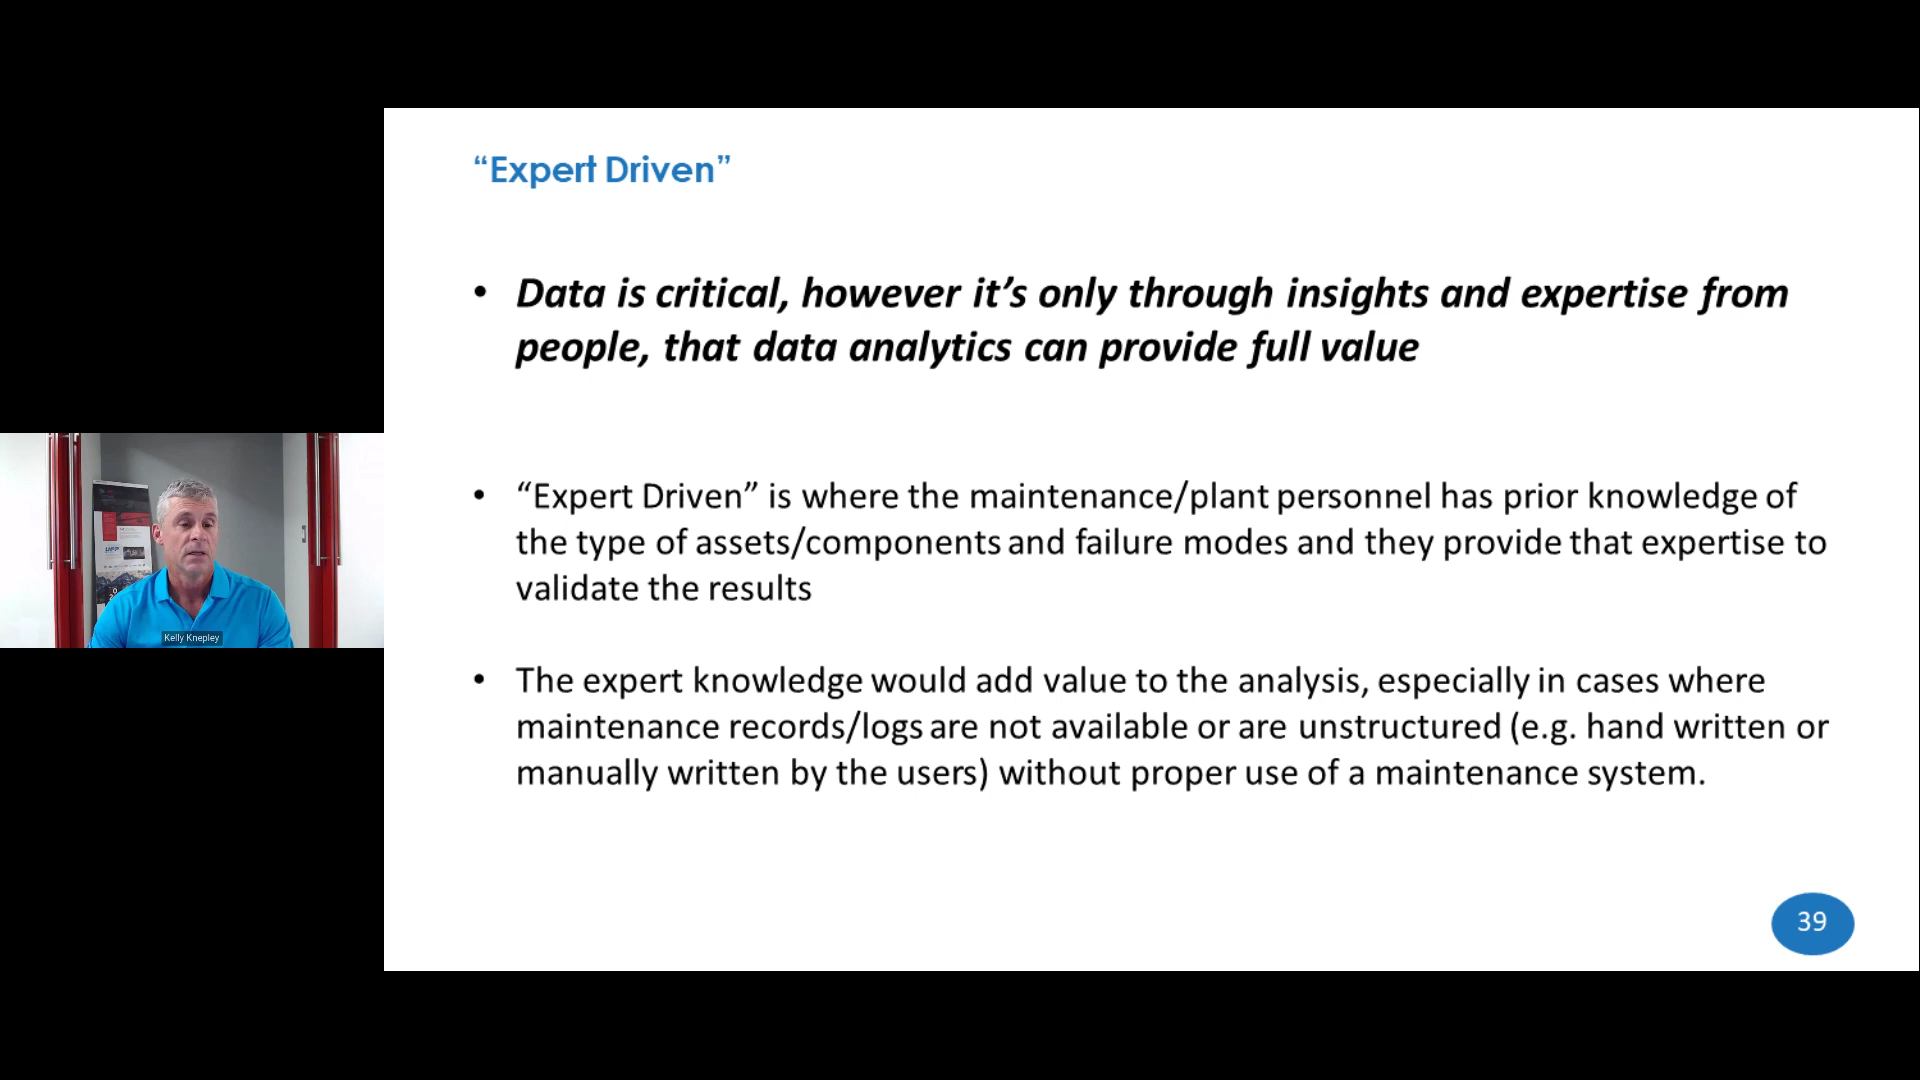 “Expert Driven”
• Data is critical, however it’s only through insights and expertise from
people, that data analytics can provide full value
• “Expert Driven” is where the maintenance/plant personnel has prior knowledge of
the type of assets/components and failure modes and they provide that expertise to
validate the results
• The expert knowledge would add value to the analysis, especially in cases where
maintenance records/logs are not available or are unstructured (e.g. hand written or
manually written by the users) without proper use of a maintenance system.
39
Kelly Knepley